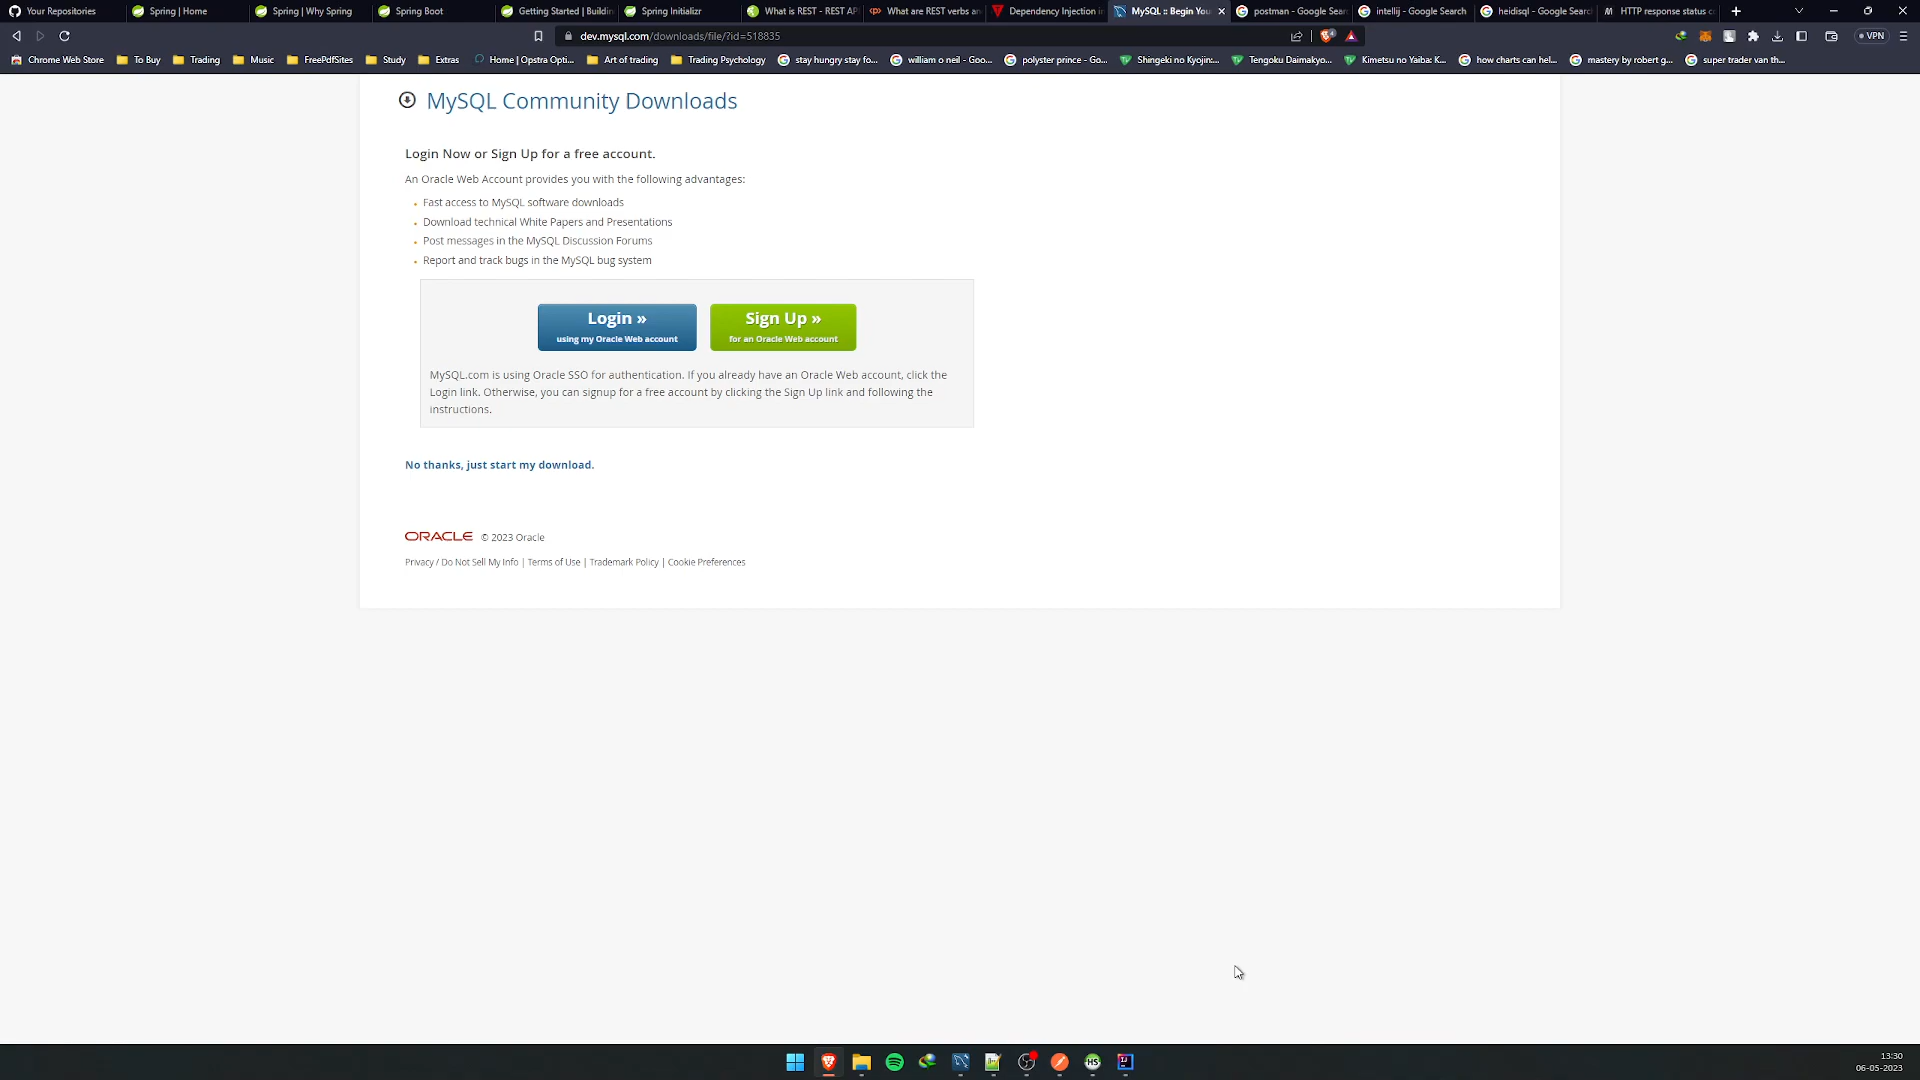 Your Repositories
Spring | Home
Spring | Why Spring
Spring Boot
Getting Started | Buildin
Spring Initializr
What is REST - REST AP
What are REST verbs an
Dependency Injection in
MySQL :: Begin You
postman - Google Sear
intellij - Google Search
heidisql - Google Searc
HTTP response status c
dev.mysql.com/downloads/file/?id=518835
VPN
Chrome Web Store
To Buy
Trading
Music
FreePdfSites
Study
Extras
Home | Opstra Opti...
Art of trading
Trading Psychology
stay hungry stay fo...
william o neil - Goo...
polyster prince - Go...
Shingeki no Kyojin:...
Tengoku Daimakyo...
Kimetsu no Yaiba: K...
how charts can hel...
mastery by robert g...
super trader van th...
MySQL Community Downloads
Login Now or Sign Up for a free account.
An Oracle Web Account provides you with the following advantages:
Fast access to MySQL software downloads
Download technical White Papers and Presentations
Post messages in the MySQL Discussion Forums
Report and track bugs in the MySQL bug system
Login »
using my Oracle Web account
Sign Up »
for an Oracle Web account
MySQL.com is using Oracle SSO for authentication. If you already have an Oracle Web account, click the
Login link. Otherwise, you can signup for a free account by clicking the Sign Up link and following the
instructions.
No thanks, just start my download.
ORACLE © 2023 Oracle
Privacy / Do Not Sell My Info | Terms of Use | Trademark Policy | Cookie Preferences
HS
IJ
13:30
06-05-2023